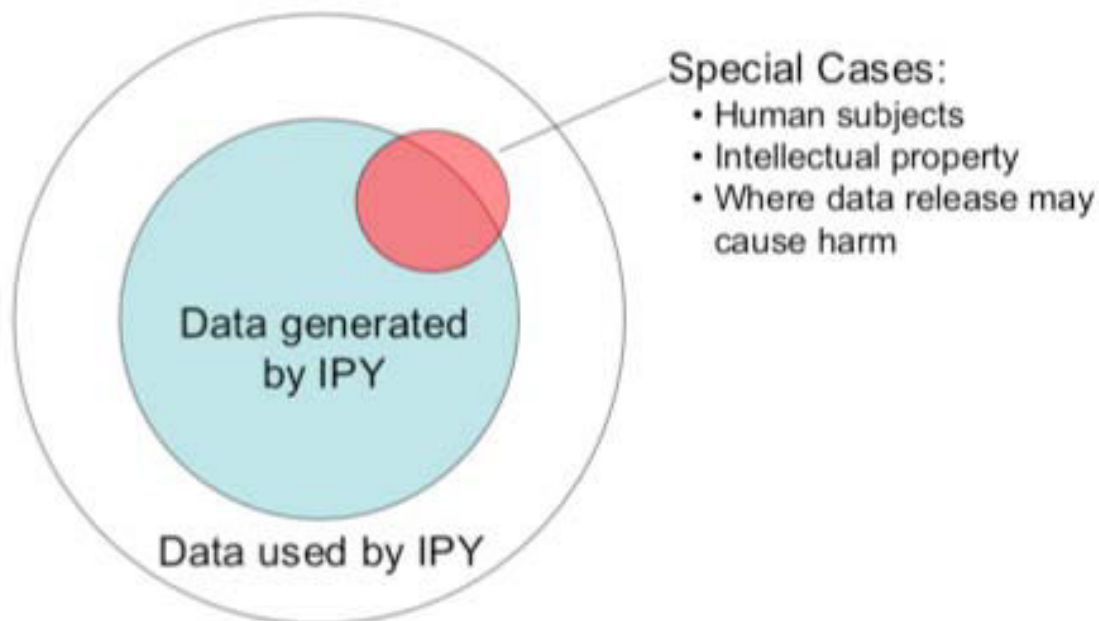 Special Cases:
• Human subjects
• Intellectual property
• Where data release may
cause harm
Data generated
by IPY
Data used by IPY